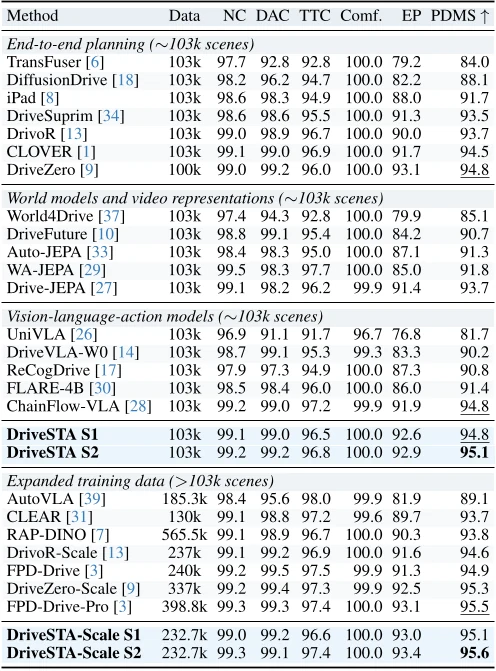 Method Data NC DAC TTC Comf. EP PDMS ↑
End-to-end planning (∼103k scenes)
TransFuser [6] 103k 97.7 92.8 92.8 100.0 79.2 84.0
DiffusionDrive [18] 103k 98.2 96.2 94.7 100.0 82.2 88.1
iPad [8] 103k 98.6 98.3 94.9 100.0 88.0 91.7
DriveSuprim [34] 103k 98.6 98.6 95.5 100.0 91.3 93.5
DrivoR [13] 103k 99.0 98.9 96.7 100.0 90.0 93.7
CLOVER [1] 103k 99.1 99.0 96.9 100.0 91.7 94.5
DriveZero [9] 100k 99.0 99.2 96.0 100.0 93.1 94.8
World models and video representations (∼103k scenes)
World4Drive [37] 103k 97.4 94.3 92.8 100.0 79.9 85.1
DriveFuture [10] 103k 98.8 99.1 95.4 100.0 84.2 90.7
Auto-JEPA [33] 103k 98.4 98.3 95.0 100.0 87.1 91.3
WA-JEPA [29] 103k 99.5 98.3 97.7 100.0 85.0 91.8
Drive-JEPA [27] 103k 99.1 98.2 96.2 99.9 91.4 93.7
Vision-language-action models (∼103k scenes)
UniVLA [26] 103k 96.9 91.1 91.7 96.7 76.8 81.7
DriveVLA-W0 [14] 103k 98.7 99.1 95.3 99.3 83.3 90.2
ReCogDrive [17] 103k 97.9 97.3 94.9 100.0 87.3 90.8
FLARE-4B [30] 103k 98.5 98.4 96.0 100.0 86.0 91.4
ChainFlow-VLA [28] 103k 99.2 99.0 97.2 99.9 91.9 94.8
DriveSTA S1 103k 99.1 99.0 96.5 100.0 92.6 94.8
DriveSTA S2 103k 99.2 99.2 96.8 100.0 92.9 95.1
Expanded training data (>103k scenes)
AutoVLA [39] 185.3k 98.4 95.6 98.0 99.9 81.9 89.1
CLEAR [31] 130k 99.1 98.8 97.2 99.6 89.7 93.7
RAP-DINO [7] 565.5k 99.1 98.9 96.7 100.0 90.3 93.8
DrivoR-Scale [13] 237k 99.1 99.2 96.9 100.0 91.6 94.6
FPD-Drive [3] 240k 99.2 99.5 97.5 99.9 91.3 94.9
DriveZero-Scale [9] 337k 99.2 99.4 97.3 99.9 92.5 95.3
FPD-Drive-Pro [3] 398.8k 99.3 99.3 97.4 100.0 93.1 95.5
DriveSTA-Scale S1 232.7k 99.0 99.2 96.6 100.0 93.0 95.1
DriveSTA-Scale S2 232.7k 99.3 99.1 97.4 100.0 93.4 95.6